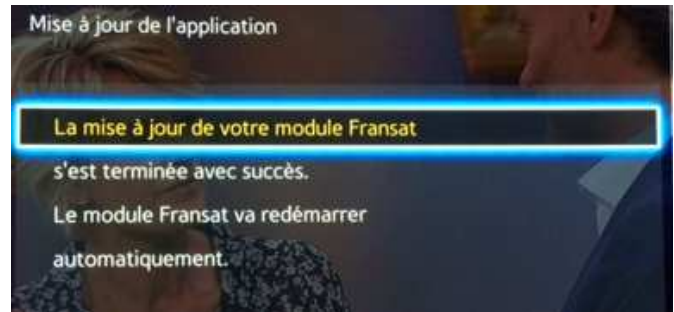 Mise à jour de l'application
La mise à jour de votre module Fransat
s'est terminée avec succès.
Le module Fransat va redémarrer
automatiquement.